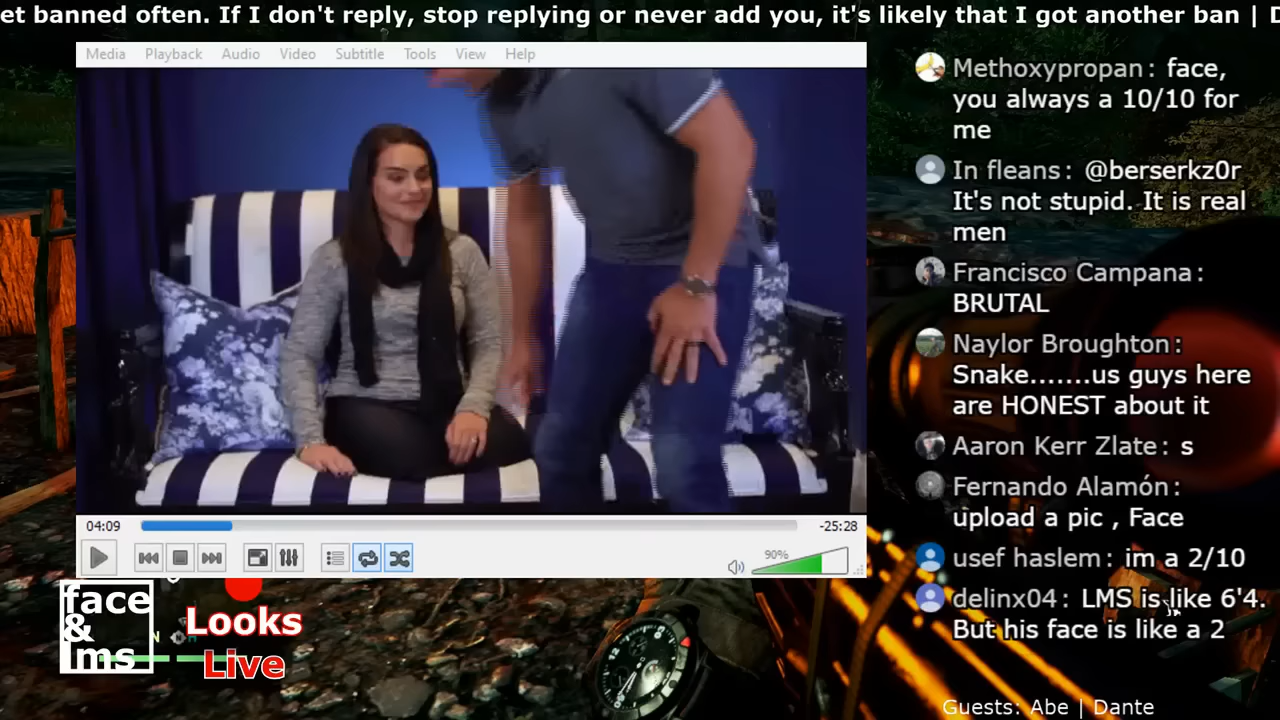 et banned often. If I don't reply, stop replying or never add you, it's likely that I got another ban | D
Media Playback Audio Video Subtitle Tools View Help
04:09
-25:28
90%
face
&
lms
Looks
Live
Methoxypropan: face,
you always a 10/10 for
me
In fleans: @berserkz0r
It's not stupid. It is real
men
Francisco Campana:
BRUTAL
Naylor Broughton:
Snake.......us guys here
are HONEST about it
Aaron Kerr Zlate: s
Fernando Alamón:
upload a pic , Face
usef haslem: im a 2/10
delinx04: LMS is like 6'4.
But his face is like a 2
Guests: Abe | Dante